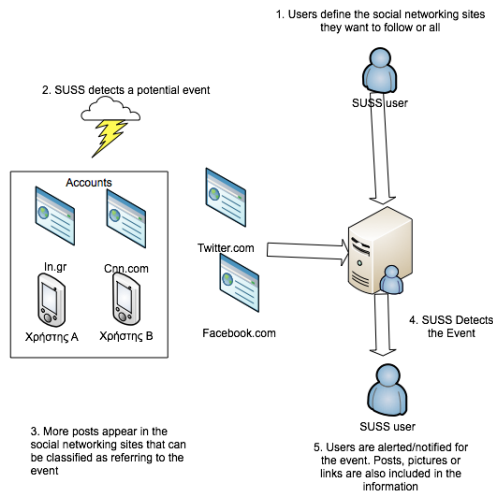 1. Users define the social networking sites
they want to follow or all
SUSS user
2. SUSS detects a potential event
Accounts
In.gr
Cnn.com
Χρήστης Α
Χρήστης Β
Twitter.com
Facebook.com
4. SUSS Detects
the Event
SUSS user
3. More posts appear in the
social networking sites that can
be classified as referring to the
event
5. Users are alerted/notified for
the event. Posts, pictures or
links are also included in the
information